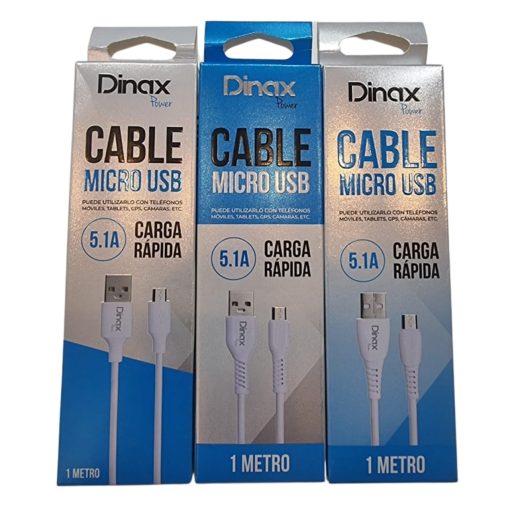 Dinax
Power
CABLE
MICRO USB
PUEDE UTILIZARLO CON TELÉFONOS
MÓVILES, TABLETS, GPS, CÁMARAS, ETC.
5.1A
CARGA
RÁPIDA
Dinax
1 METRO
Dinax
Power
CABLE
MICRO USB
PUEDE UTILIZARLO CON TELÉFONOS
MÓVILES, TABLETS, GPS, CÁMARAS, ETC.
5.1A
CARGA
RÁPIDA
Dinax
1 METRO
Dinax
Power
CABLE
MICRO USB
PUEDE UTILIZARLO CON TELÉFONOS
MÓVILES, TABLETS, GPS, CÁMARAS, ETC.
5.1A
CARGA
RÁPIDA
Dinax
1 METRO